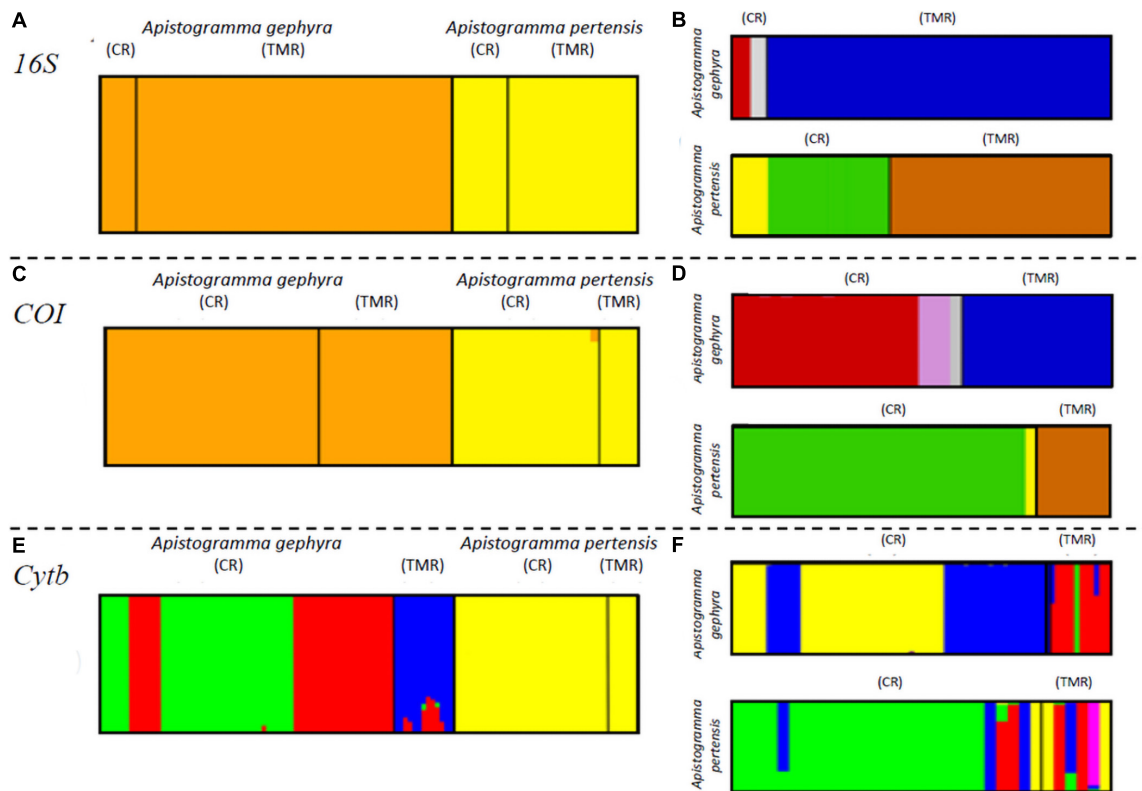 A
Apistogramma gephyra
Apistogramma pertensis
(CR)
(TMR)
(CR)
(TMR)
16S
B
(CR)
(TMR)
Apistogramma
gephyra
(CR)
(TMR)
Apistogramma
pertensis
C
Apistogramma gephyra
Apistogramma pertensis
(CR)
(TMR)
(CR)
(TMR)
COI
D
(CR)
(TMR)
Apistogramma
gephyra
(CR)
(TMR)
Apistogramma
pertensis
E
Apistogramma gephyra
Apistogramma pertensis
(CR)
(TMR)
(CR)
(TMR)
Cytb
F
(CR)
(TMR)
Apistogramma
gephyra
(CR)
(TMR)
Apistogramma
pertensis